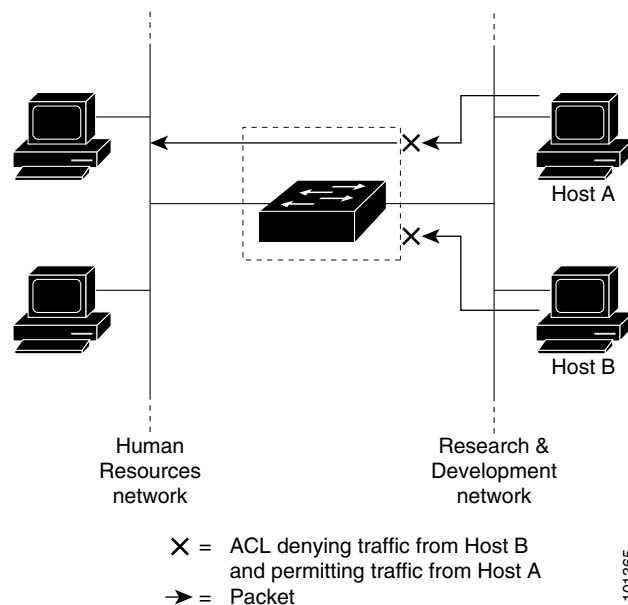 Host A
Host B
Human
Resources
network
Research &
Development
network
X = ACL denying traffic from Host B
and permitting traffic from Host A
→ = Packet
101365